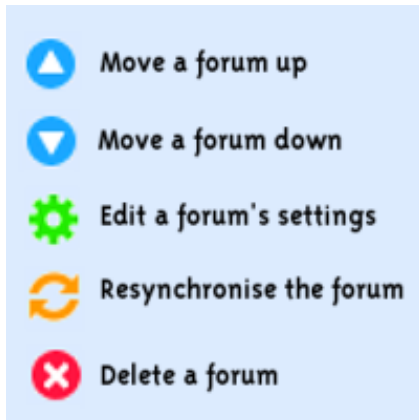 Move a forum up
Move a forum down
Edit a forum's settings
Resynchronise the forum
Delete a forum